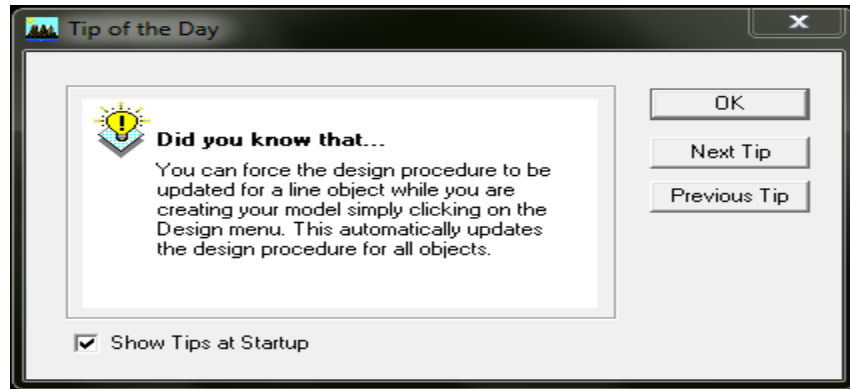 Tip of the Day
x
Did you know that...
You can force the design procedure to be
updated for a line object while you are
creating your model simply clicking on the
Design menu. This automatically updates
the design procedure for all objects.
OK
Next Tip
Previous Tip
Show Tips at Startup